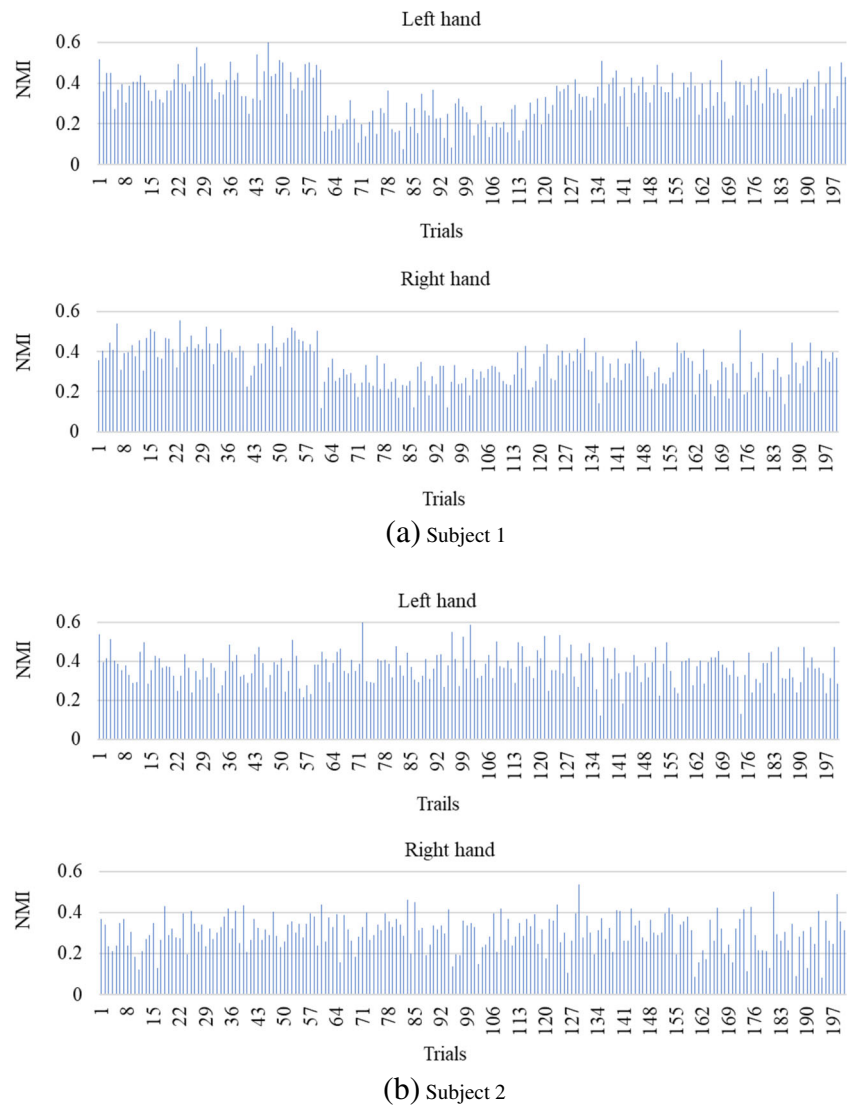 Left hand
NMI
0.6
0.4
0.2
0
1 8 15 22 29 36 43 50 57 64 71 78 85 92 99 106 113 120 127 134 141 148 155 162 169 176 183 190 197
Trials
Right hand
NMI
0.6
0.4
0.2
0
1 8 15 22 29 36 43 50 57 64 71 78 85 92 99 106 113 120 127 134 141 148 155 162 169 176 183 190 197
Trials
(a) Subject 1
Left hand
NMI
0.6
0.4
0.2
0
1 8 15 22 29 36 43 50 57 64 71 78 85 92 99 106 113 120 127 134 141 148 155 162 169 176 183 190 197
Trails
Right hand
NMI
0.6
0.4
0.2
0
1 8 15 22 29 36 43 50 57 64 71 78 85 92 99 106 113 120 127 134 141 148 155 162 169 176 183 190 197
Trials
(b) Subject 2